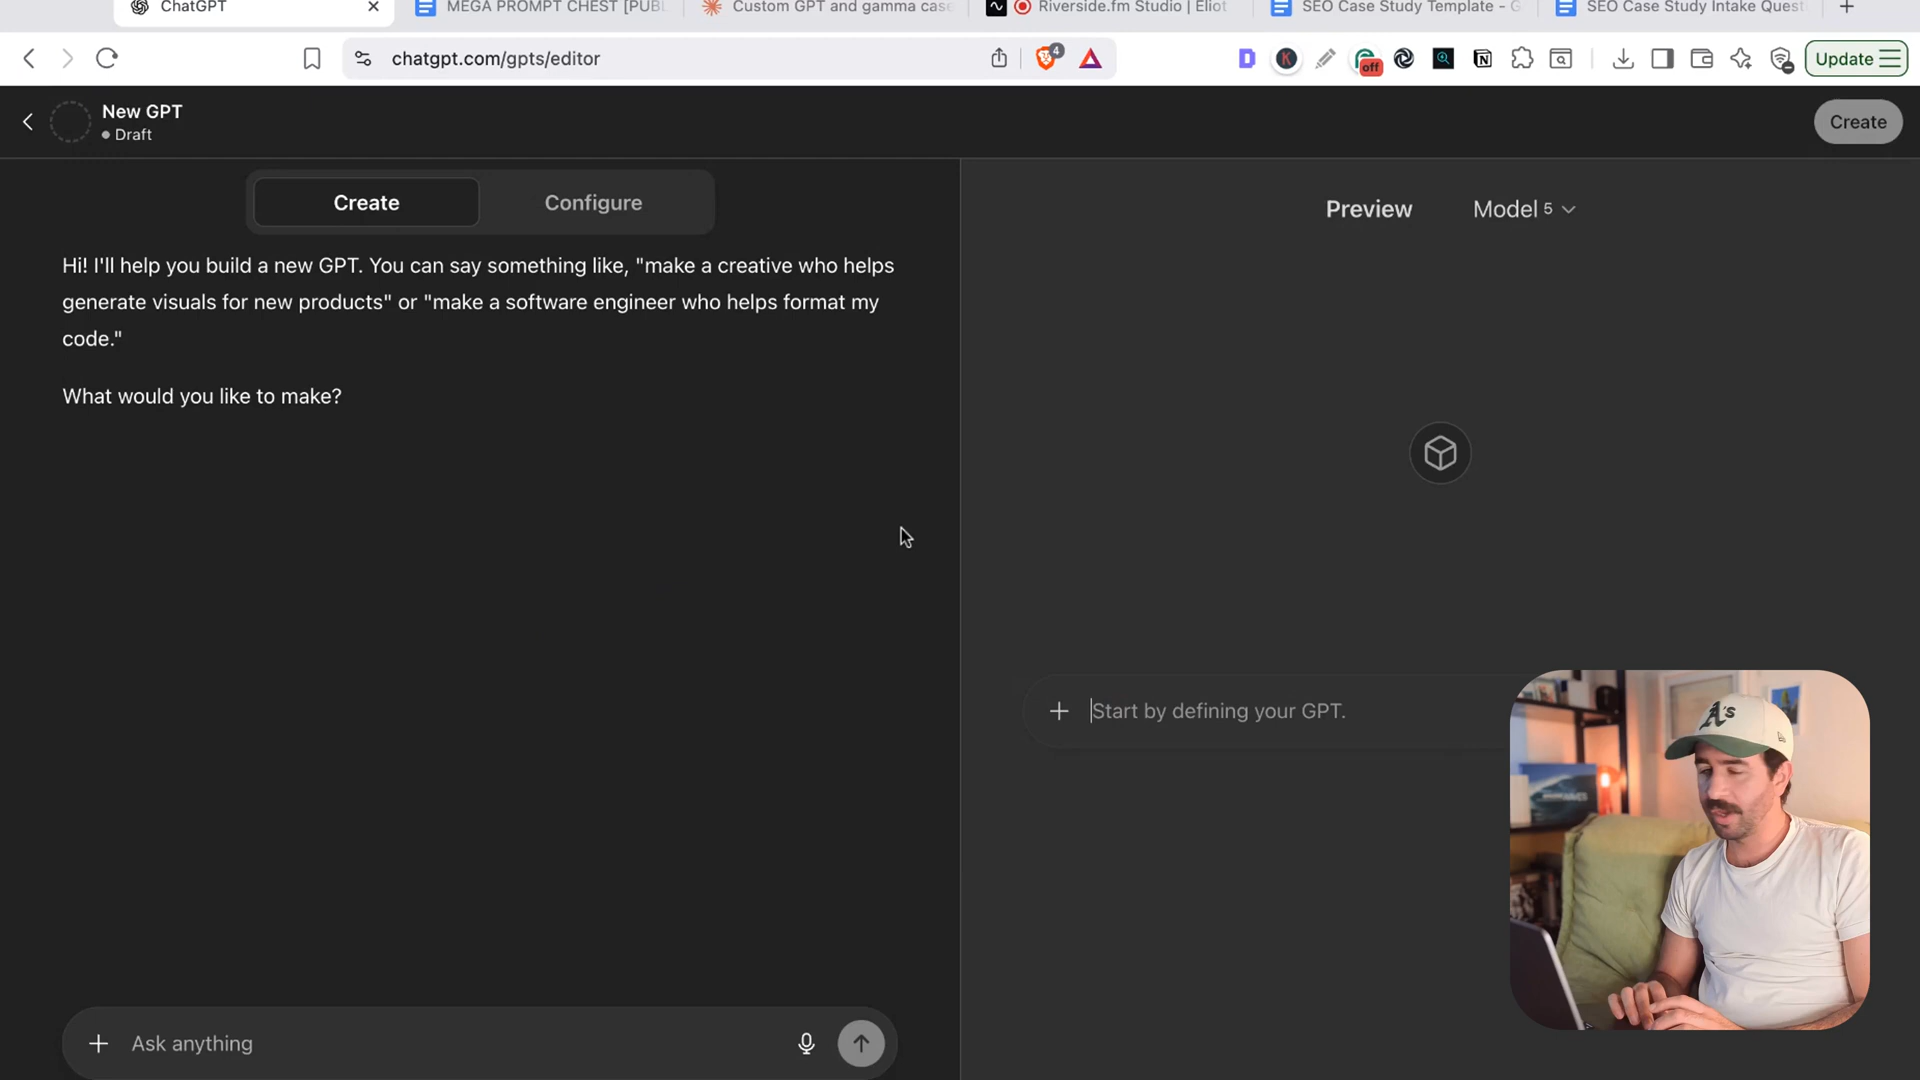 ChatGPT
MEGA PROMPT CHEST [PUBL
Custom GPT and gamma case
Riverside.fm Studio | Eliot
SEO Case Study Template - G
SEO Case Study Intake Questi
chatgpt.com/gpts/editor
4
off
Update
New GPT
Draft
Create
Create
Configure
Preview
Model 5
Hi! I'll help you build a new GPT. You can say something like, "make a creative who helps
generate visuals for new products" or "make a software engineer who helps format my
code."
What would you like to make?
Start by defining your GPT.
Ask anything
A's